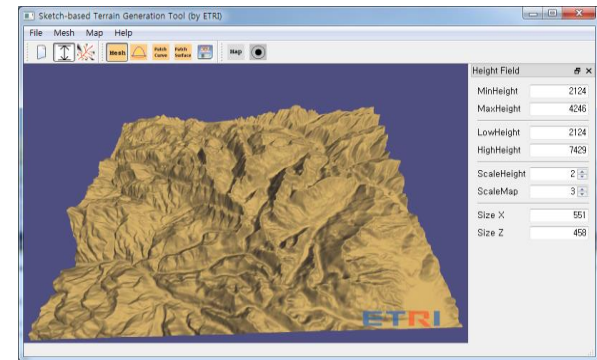 Sketch-based Terrain Generation Tool (by ETRI)
File Mesh Map Help
Mesh Patch Curve Patch Surface Map
Height Field
MinHeight 2124
MaxHeight 4246
LowHeight 2124
HighHeight 7429
ScaleHeight 2
ScaleMap 3
Size X 551
Size Z 458
ETRI